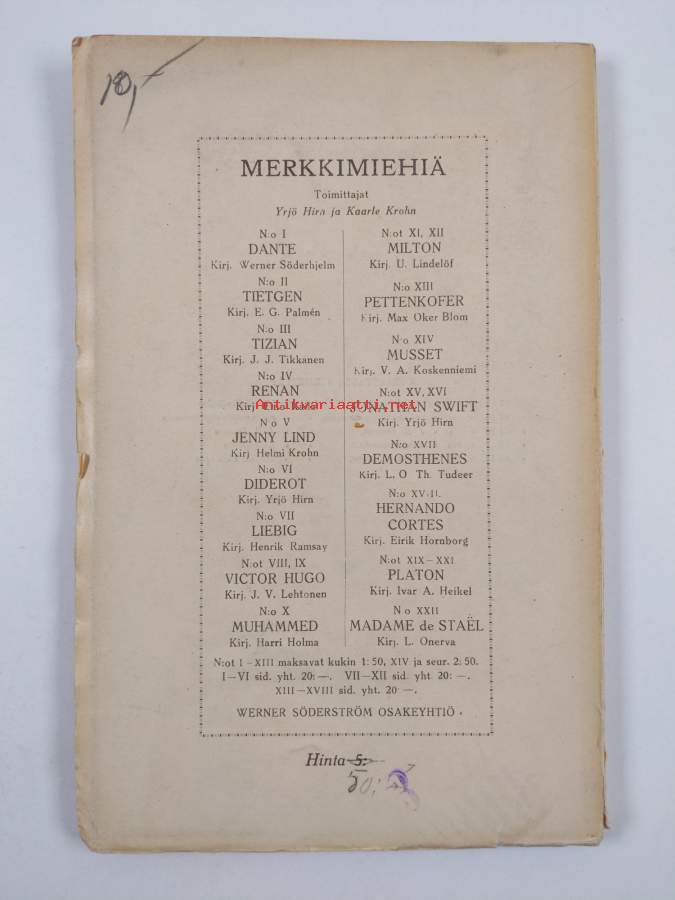 18,-
MERKKIMIEHIÄ
Toimittajat
Yrjö Hirn ja Kaarle Krohn
N:o I
DANTE
Kirj. Werner Söderhjelm
N:o II
TIETGEN
Kirj. E. G. Palmén
N:o III
TIZIAN
Kirj. J. J. Tikkanen
N:o IV
RENAN
Kirj.
N o V
JENNY LIND
Kirj Helmi Krohn
N:o VI
DIDEROT
Kirj. Yrjö Hirn
N:o VII
LIEBIG
Kirj. Henrik Ramsay
N:ot VIII, IX
VICTOR HUGO
Kirj. J. V. Lehtonen
N:o X
MUHAMMED
Kirj. Harri Holma
N:ot XI, XII
MILTON
Kirj. U. Lindelöf
N:o XIII
PETTENKOFER
Kirj. Max Oker Blom
N o XIV
MUSSET
Kirj. V. A. Koskenniemi
N:ot XV, XVI
JONATHAN SWIFT
Kirj. Yrjö Hirn
N:o XVII
DEMOSTHENES
Kirj. L. O Th. Tudeer
N:o XVIII.
HERNANDO
CORTES
Kirj. Eirik Hornborg
N:ot XIX–XXI
PLATON
Kirj. Ivar A. Heikel
N o XXII
MADAME de STAËL
Kirj. L. Onerva
N:ot I–XIII maksavat kukin 1: 50, XIV ja seur. 2: 50.
I–VI sid. yht. 20: —. VII–XII sid. yht. 20: —.
XIII–XVIII sid. yht. 20 —.
WERNER SÖDERSTRÖM OSAKEYHTIÖ.
Hinta 5:
50:
Antikvariaatti.net